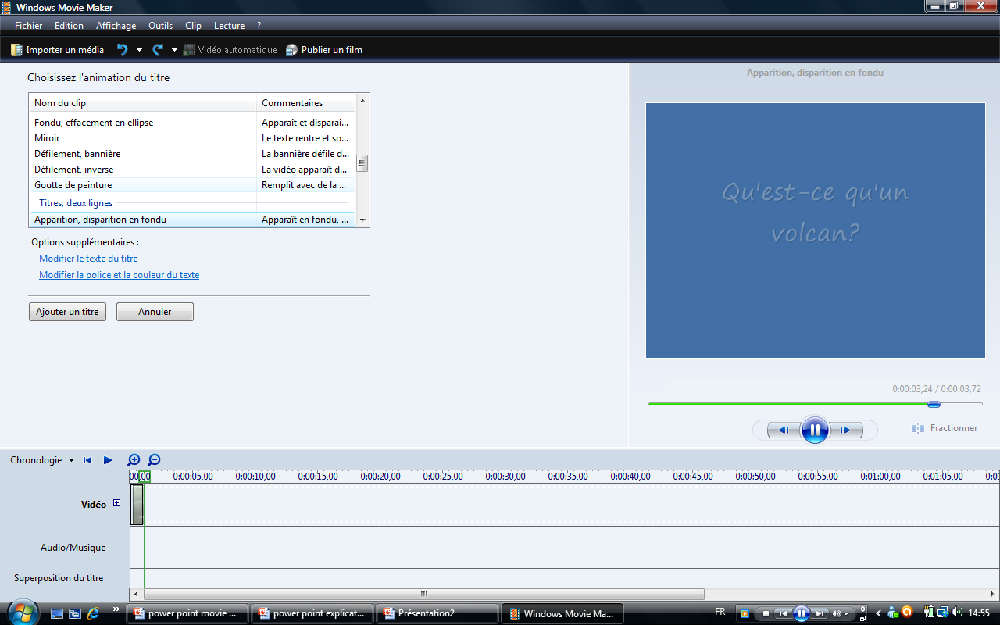 Windows Movie Maker
Fichier Edition Affichage Outils Clip Lecture ?
Importer un média Vidéo automatique Publier un film
Choisissez l'animation du titre
Nom du clip Commentaires
Fondu, effacement en ellipse Apparaît et disparaî...
Miroir Le texte rentre et so...
Défilement, bannière La bannière défile d...
Défilement, inverse La vidéo apparaît d...
Goutte de peinture Remplit avec de la ...
Titres, deux lignes
Apparition, disparition en fondu Apparaît en fondu, ...
Options supplémentaires :
Modifier le texte du titre
Modifier la police et la couleur du texte
Ajouter un titre Annuler
Apparition, disparition en fondu
Qu'est-ce qu'un
volcan?
0:00:03,24 / 0:00:03,72
Fractionner
Chronologie
00,00 0:00:05,00 0:00:10,00 0:00:15,00 0:00:20,00 0:00:25,00 0:00:30,00 0:00:35,00 0:00:40,00 0:00:45,00 0:00:50,00 0:00:55,00 0:01:00,00 0:01:05,00
Vidéo
Audio/Musique
Superposition du titre
power point movie ... power point explicat... Présentation2 Windows Movie Ma... FR 14:55